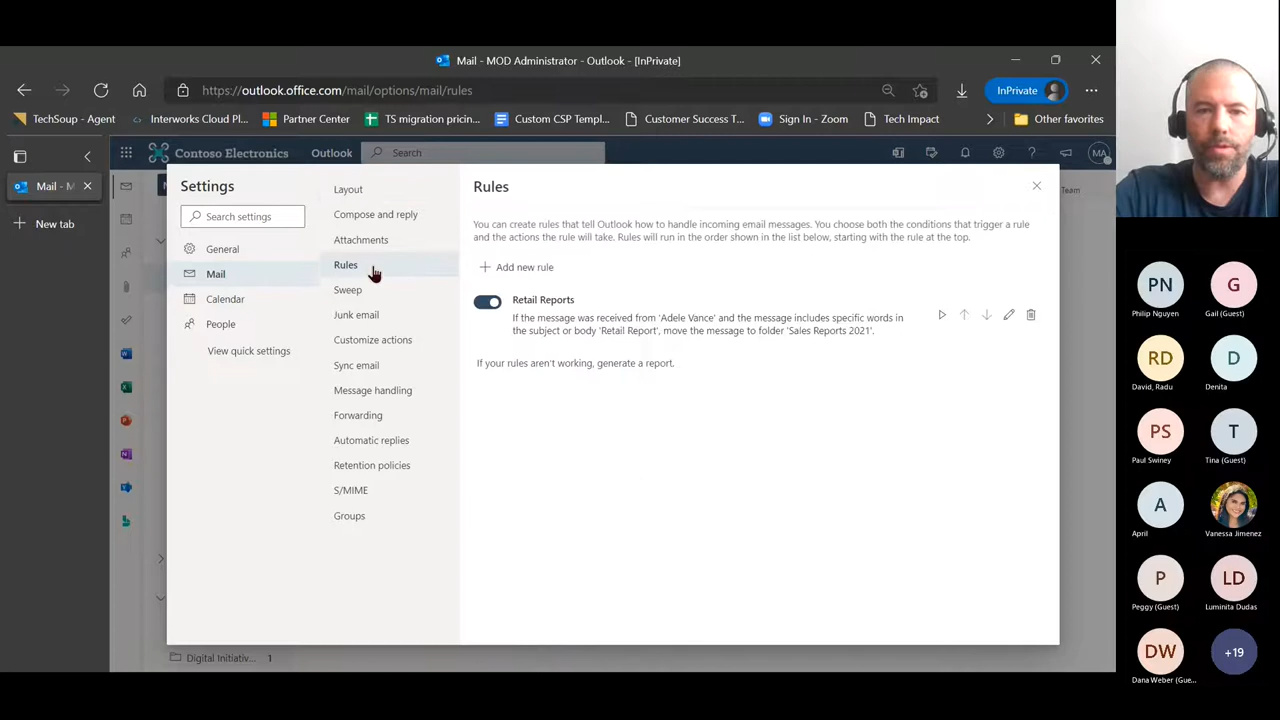 Mail - MOD Administrator - Outlook - [InPrivate]
https://outlook.office.com/mail/options/mail/rules
InPrivate
TechSoup - Agent
Interworks Cloud Pl...
Partner Center
TS migration pricin...
Custom CSP Templ...
Customer Success T...
Sign In - Zoom
Tech Impact
Other favorites
Mail - M
New tab
Contoso Electronics
Outlook
Search
MA
Team
Settings
Search settings
General
Mail
Calendar
People
View quick settings
Layout
Compose and reply
Attachments
Rules
Sweep
Junk email
Customize actions
Sync email
Message handling
Forwarding
Automatic replies
Retention policies
S/MIME
Groups
Rules
You can create rules that tell Outlook how to handle incoming email messages. You choose both the conditions that trigger a rule
and the actions the rule will take. Rules will run in the order shown in the list below, starting with the rule at the top.
Add new rule
Retail Reports
If the message was received from 'Adele Vance' and the message includes specific words in
the subject or body 'Retail Report', move the message to folder 'Sales Reports 2021'.
If your rules aren't working, generate a report.
Digital Initiativ...
1
PN
Philip Nguyen
G
Gail (Guest)
RD
David, Radu
D
Denita
PS
Paul Swiney
T
Tina (Guest)
A
April
Vanessa Jimenez
P
Peggy (Guest)
LD
Luminita Dudas
DW
Dana Weber (Gue...
+19